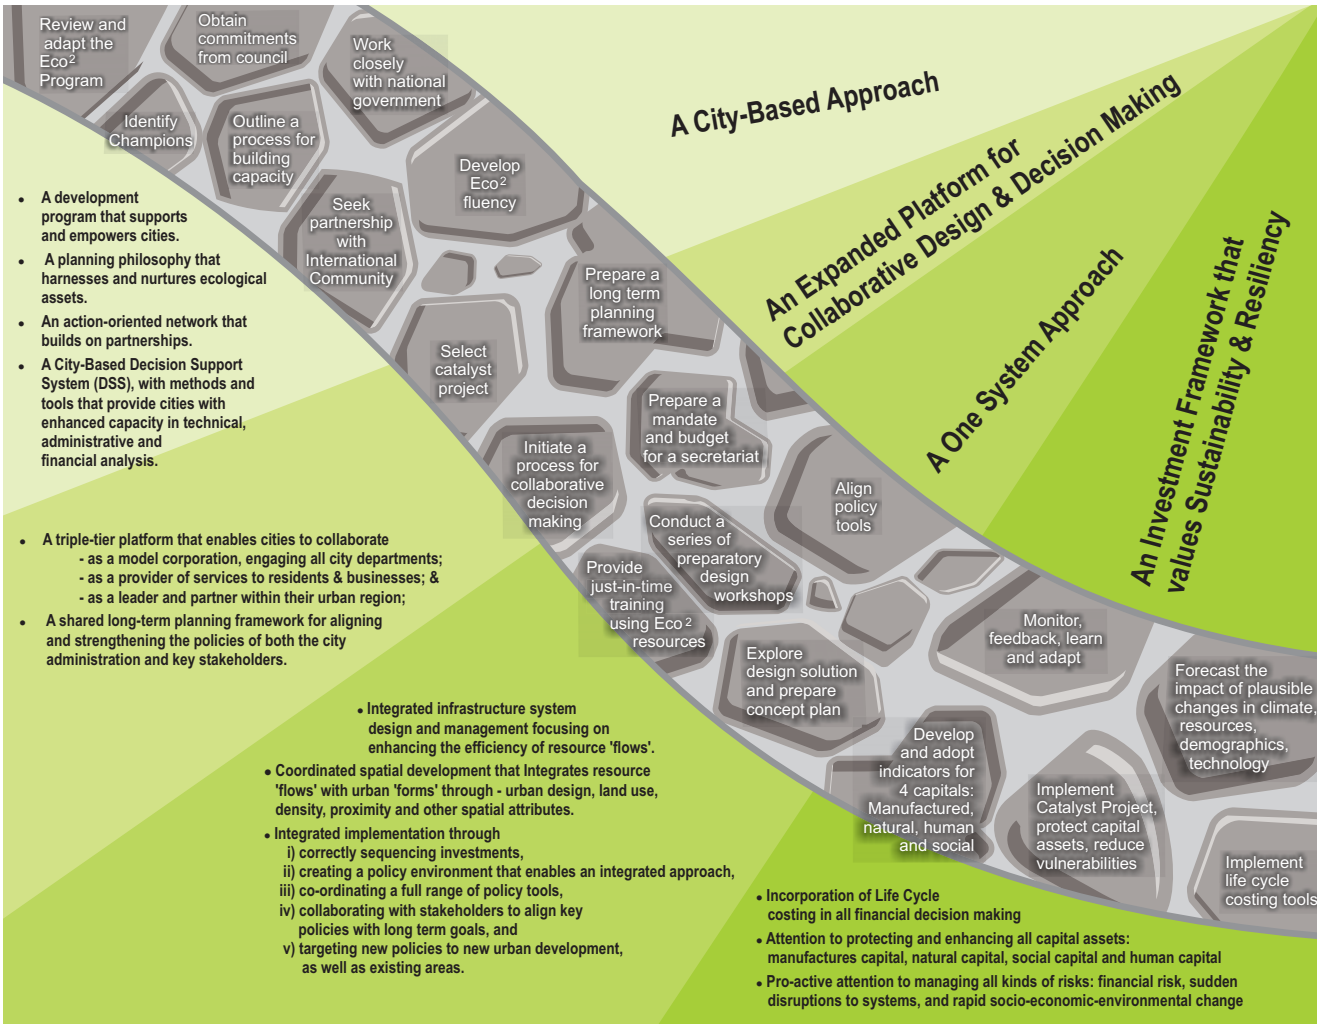 Review and
adapt the
Eco2
Program
Obtain
commitments
from council
Work
closely
with national
government
Identify
Champions
Outline a
process for
building
capacity
Develop
Eco2
fluency
Seek
partnership
with
International
Community
Prepare a
long term
planning
framework
Select
catalyst
project
Prepare a
mandate
and budget
for a secretariat
Initiate a
process for
collaborative
decision
making
Align
policy
tools
Conduct a
series of
preparatory
design
workshops
Provide
just-in-time
training
using Eco2
resources
Explore
design solution
and prepare
concept plan
Monitor,
feedback, learn
and adapt
Forecast the
impact of plausible
changes in climate,
resources,
demographics,
technology
Develop
and adopt
indicators for
4 capitals:
Manufactured,
natural, human
and social
Implement
Catalyst Project,
protect capital
assets, reduce
vulnerabilities
Implement
life cycle
costing tools
A City-Based Approach
An Expanded Platform for
Collaborative Design & Decision Making
A One System Approach
An Investment Framework that
values Sustainability & Resiliency
• A development
program that supports
and empowers cities.
• A planning philosophy that
harnesses and nurtures ecological
assets.
• An action-oriented network that
builds on partnerships.
• A City-Based Decision Support
System (DSS), with methods and
tools that provide cities with
enhanced capacity in technical,
administrative and
financial analysis.
• A triple-tier platform that enables cities to collaborate
- as a model corporation, engaging all city departments;
- as a provider of services to residents & businesses; &
- as a leader and partner within their urban region;
• A shared long-term planning framework for aligning
and strengthening the policies of both the city
administration and key stakeholders.
• Integrated infrastructure system
design and management focusing on
enhancing the efficiency of resource 'flows'.
• Coordinated spatial development that Integrates resource
'flows' with urban 'forms' through - urban design, land use,
density, proximity and other spatial attributes.
• Integrated implementation through
i) correctly sequencing investments,
ii) creating a policy environment that enables an integrated approach,
iii) co-ordinating a full range of policy tools,
iv) collaborating with stakeholders to align key
policies with long term goals, and
v) targeting new policies to new urban development,
as well as existing areas.
• Incorporation of Life Cycle
costing in all financial decision making
• Attention to protecting and enhancing all capital assets:
manufactures capital, natural capital, social capital and human capital
• Pro-active attention to managing all kinds of risks: financial risk, sudden
disruptions to systems, and rapid socio-economic-environmental change